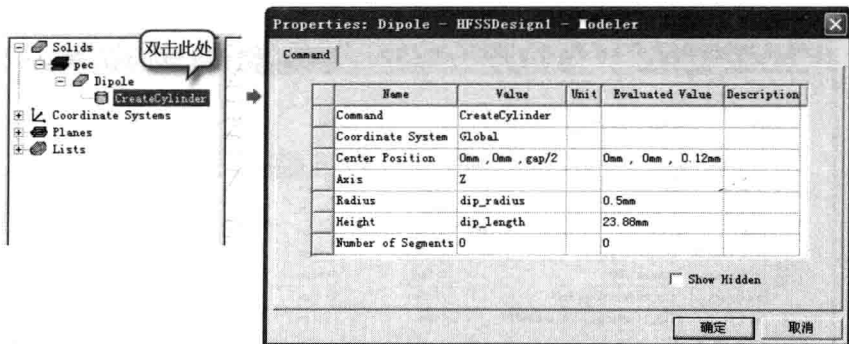 Solids
pec
Dipole
CreateCylinder
Coordinate Systems
Planes
Lists
双击此处
Properties: Dipole - HFSSDesign1 - Modeler
Command
Name Value Unit Evaluated Value Description
Command CreateCylinder
Coordinate System Global
Center Position 0mm ,0mm ,gap/2 0mm , 0mm , 0.12mm
Axis Z
Radius dip_radius 0.5mm
Height dip_length 23.88mm
Number of Segments 0 0
Show Hidden
确定 取消